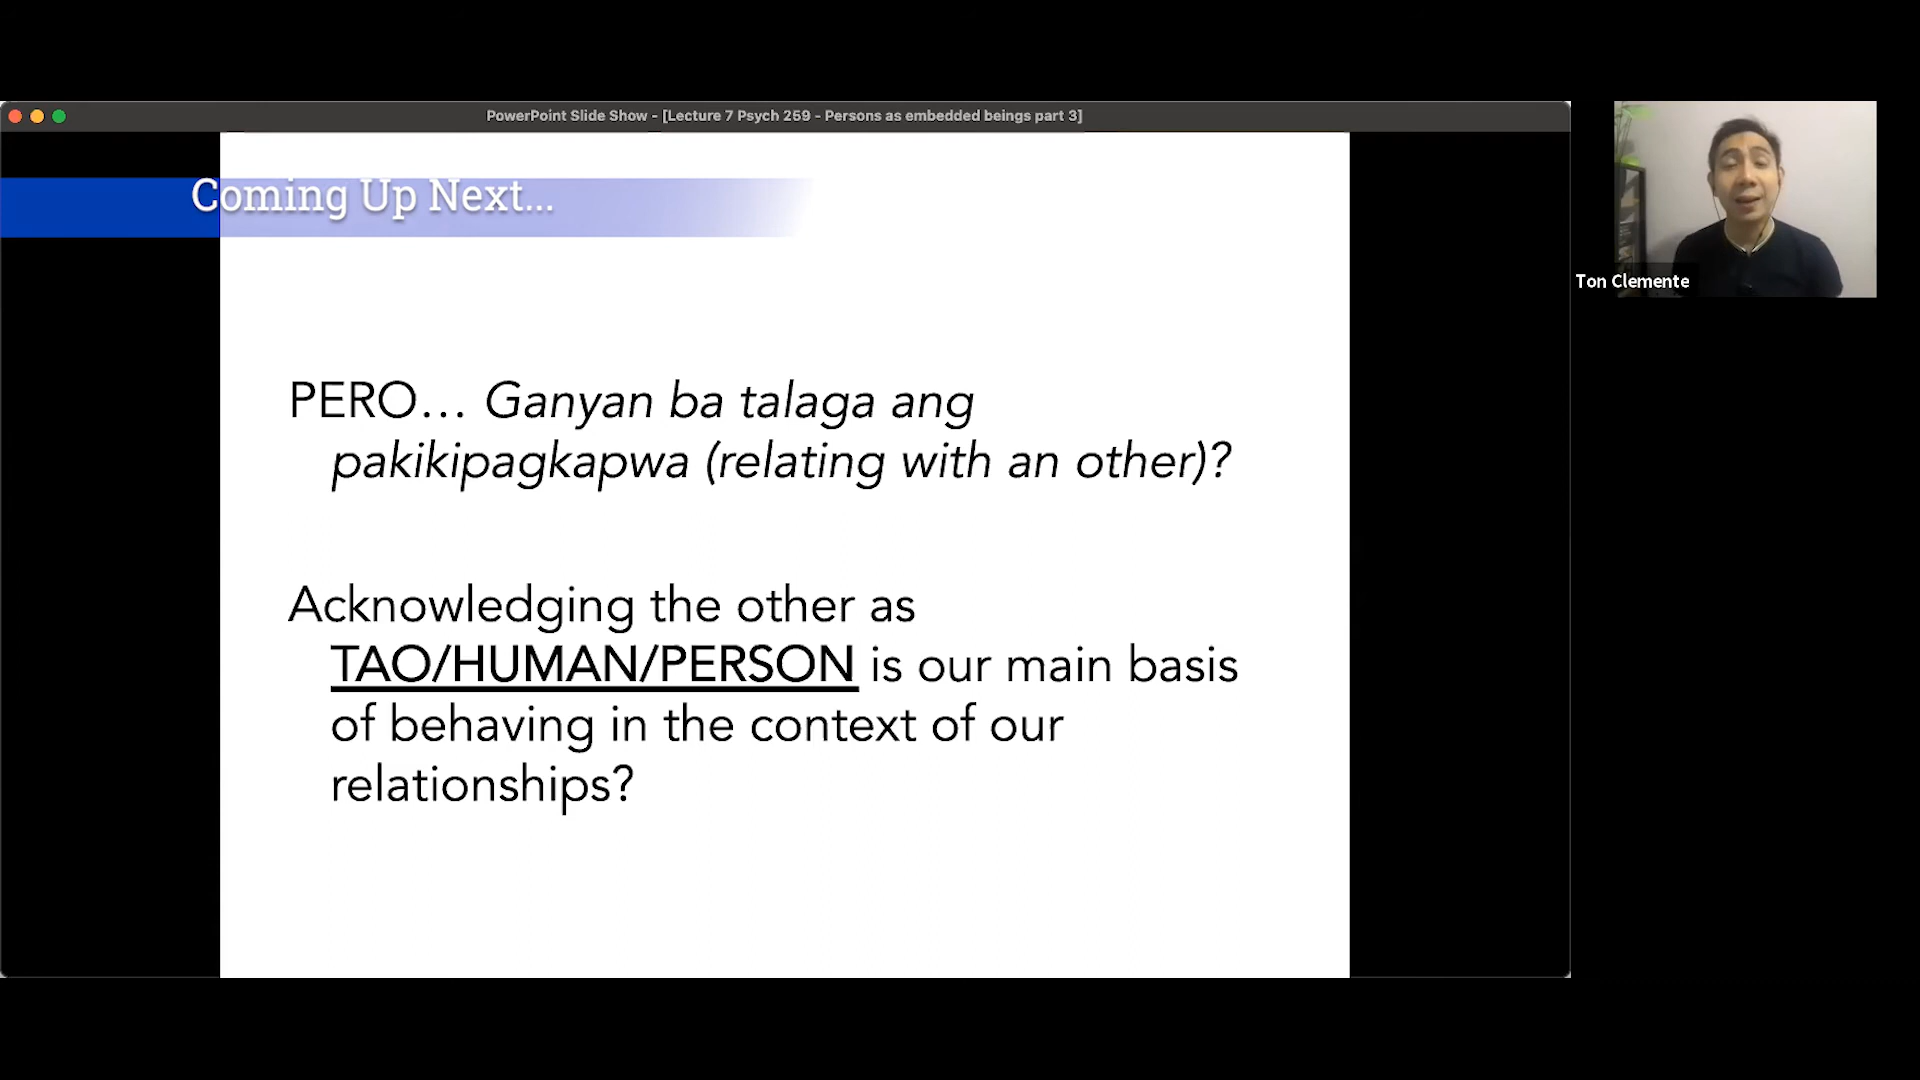 PowerPoint Slide Show - [Lecture 7 Psych 259 - Persons as embedded beings part 3]
Coming Up Next...
PERO... Ganyan ba talaga ang
pakikipagkapwa (relating with an other)?
Acknowledging the other as
TAO/HUMAN/PERSON is our main basis
of behaving in the context of our
relationships?
Ton Clemente